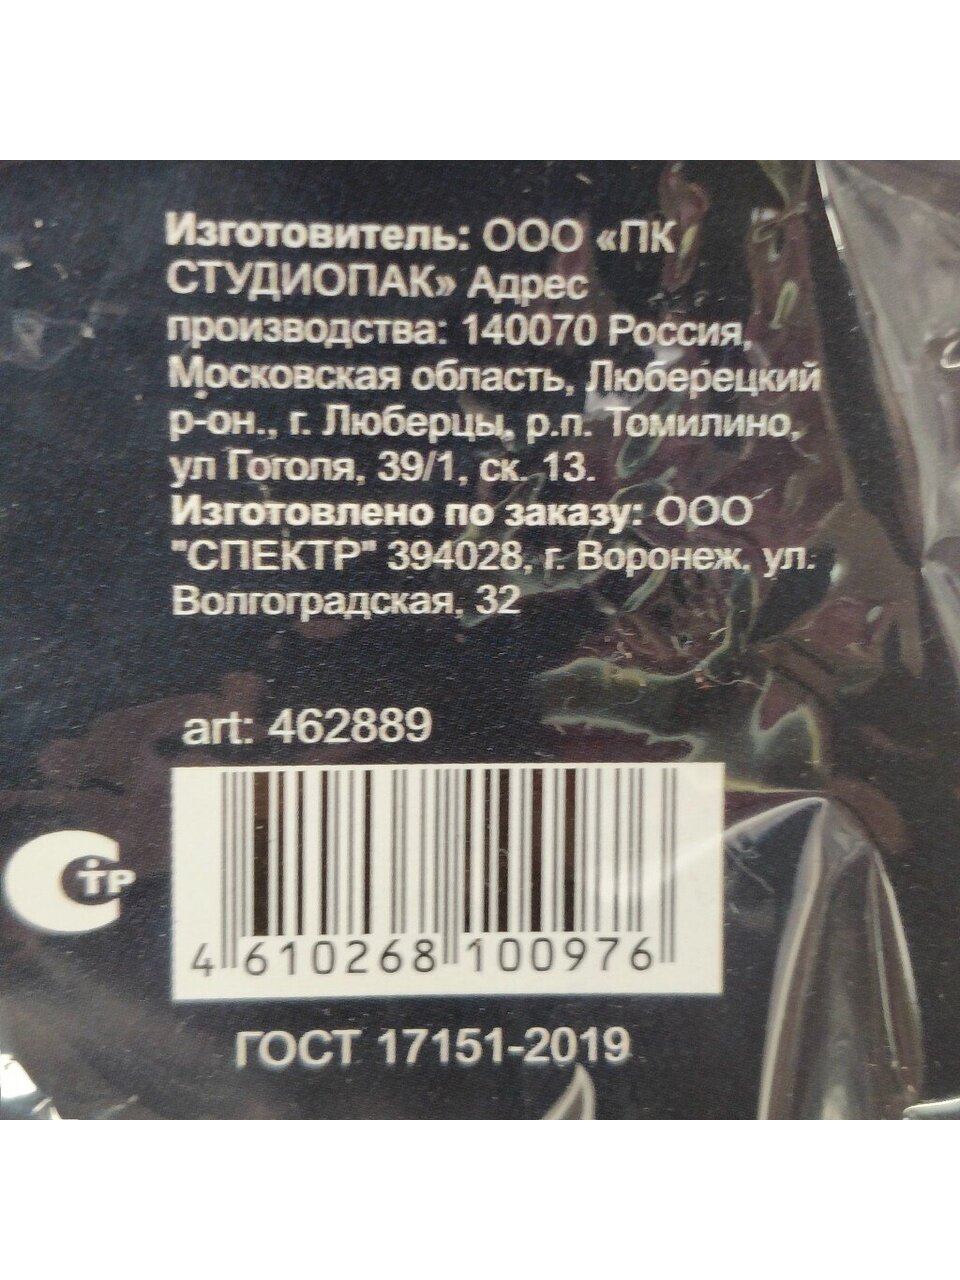 Изготовитель: ООО «ПК
СТУДИОПАК» Адрес
производства: 140070 Россия,
Московская область, Люберецкий
р-он., г. Люберцы, р.п. Томилино,
ул Гоголя, 39/1, ск. 13.
Изготовлено по заказу: ООО
"СПЕКТР" 394028, г. Воронеж, ул.
Волгоградская, 32
art: 462889
СТР
4 610268 100976
ГОСТ 17151-2019